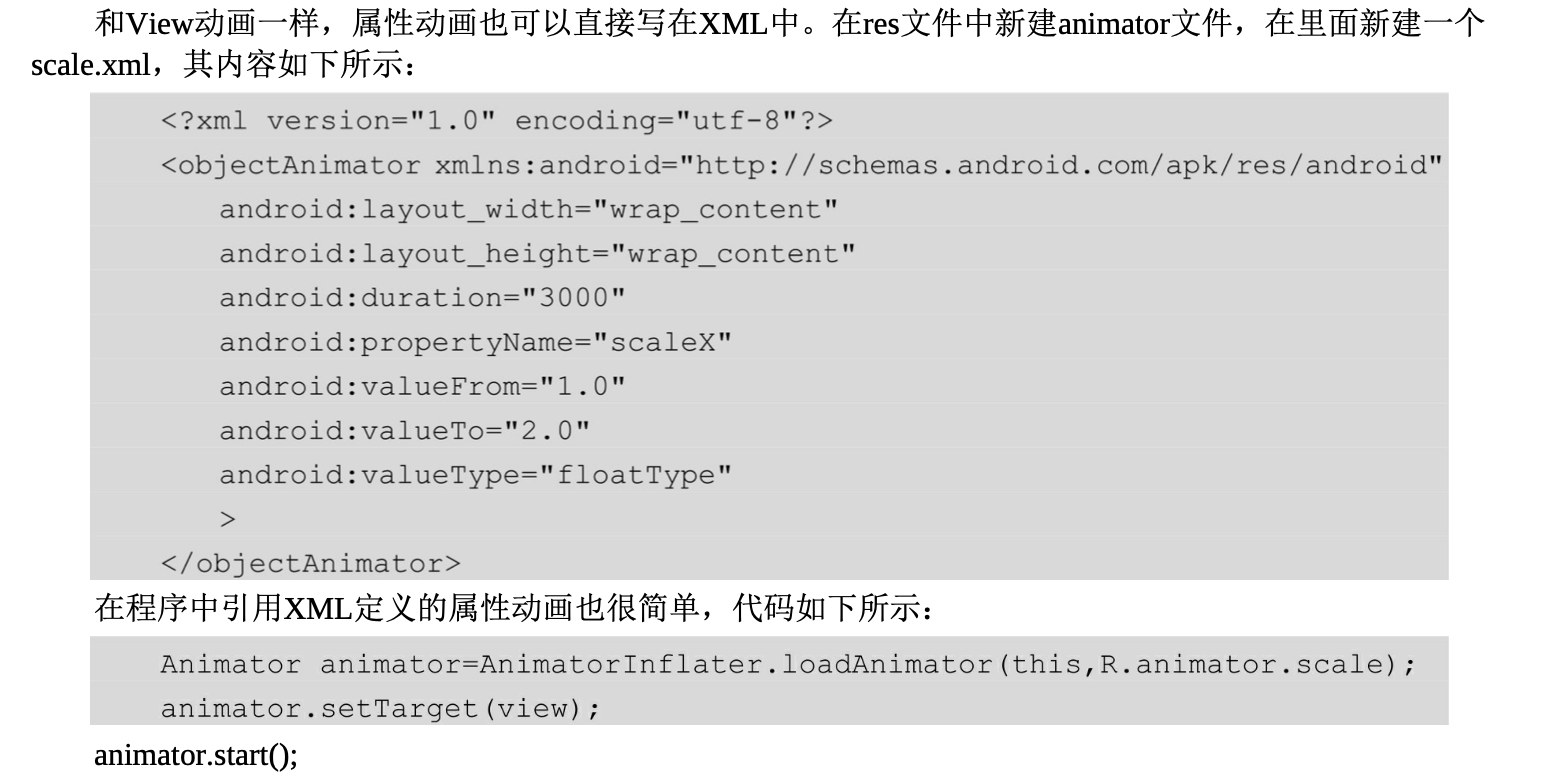 和View动画一样，属性动画也可以直接写在XML中。在res文件中新建animator文件，在里面新建一个
scale.xml，其内容如下所示：
<?xml version="1.0" encoding="utf-8"?>
<objectAnimator xmlns:android="http://schemas.android.com/apk/res/android"
android:layout_width="wrap_content"
android:layout_height="wrap_content"
android:duration="3000"
android:propertyName="scaleX"
android:valueFrom="1.0"
android:valueTo="2.0"
android:valueType="floatType"
>
</objectAnimator>
在程序中引用XML定义的属性动画也很简单，代码如下所示：
Animator animator=AnimatorInflater.loadAnimator(this,R.animator.scale);
animator.setTarget(view);
animator.start();